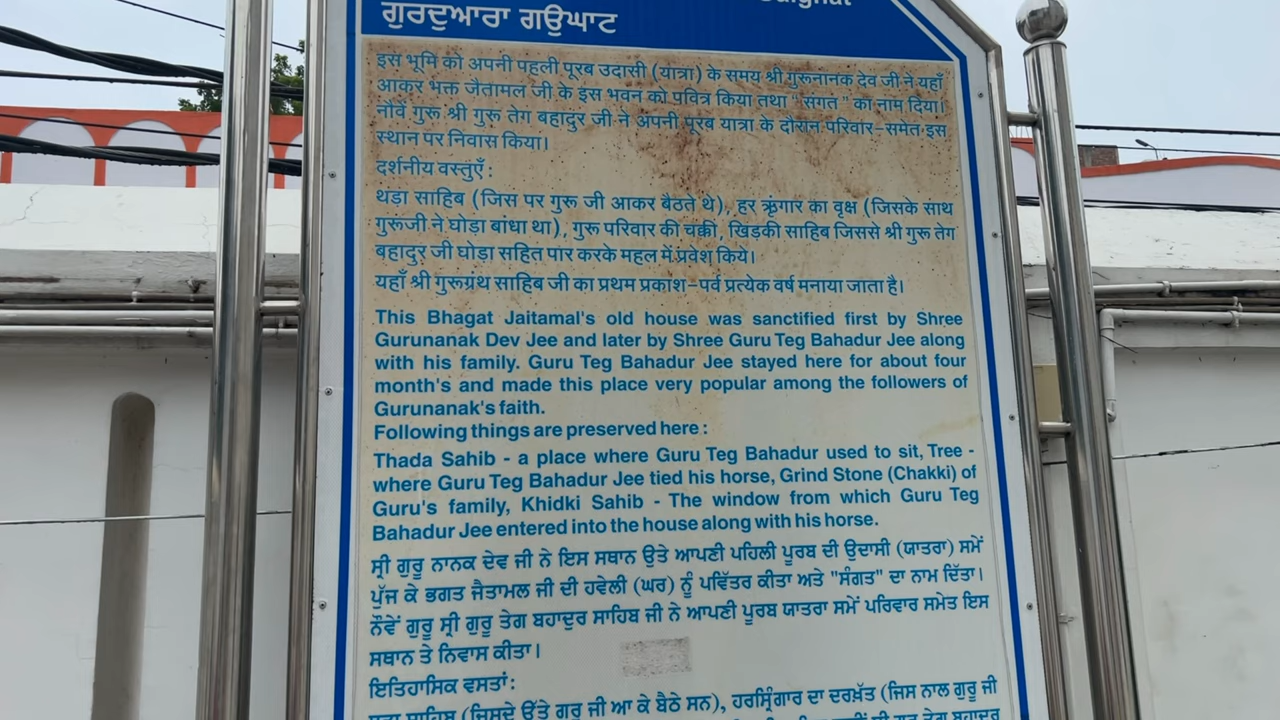 ਗੁਰਦੁਆਰਾ ਗਊਘਾਟ
इस भूमि को अपनी पहली पूरब उदासी (यात्रा) के समय श्री गुरूनानक देव जी ने यहाँ
आकर भक्त जैतामल जी के इस भवन को पवित्र किया तथा "संगत" का नाम दिया।
नौवें गुरू श्री गुरू तेग बहादुर जी ने अपनी पूरब यात्रा के दौरान परिवार-समेत इस
स्थान पर निवास किया।
दर्शनीय वस्तुएँ :
थड़ा साहिब (जिस पर गुरू जी आकर बैठते थे), हर ऋंगार का वृक्ष (जिसके साथ
गुरूजी ने घोड़ा बांधा था), गुरू परिवार की चक्की, खिड़की साहिब जिससे श्री गुरू तेग
बहादुर जी घोड़ा सहित पार करके महल में प्रवेश किये।
यहाँ श्री गुरूग्रंथ साहिब जी का प्रथम प्रकाश-पर्व प्रत्येक वर्ष मनाया जाता है।
This Bhagat Jaitamal's old house was sanctified first by Shree
Gurunanak Dev Jee and later by Shree Guru Teg Bahadur Jee along
with his family. Guru Teg Bahadur Jee stayed here for about four
month's and made this place very popular among the followers of
Gurunanak's faith.
Following things are preserved here :
Thada Sahib - a place where Guru Teg Bahadur used to sit, Tree -
where Guru Teg Bahadur Jee tied his horse, Grind Stone (Chakki) of
Guru's family, Khidki Sahib - The window from which Guru Teg
Bahadur Jee entered into the house along with his horse.
ਸ੍ਰੀ ਗੁਰੂ ਨਾਨਕ ਦੇਵ ਜੀ ਨੇ ਇਸ ਸਥਾਨ ਉਤੇ ਆਪਣੀ ਪਹਿਲੀ ਪੂਰਬ ਦੀ ਉਦਾਸੀ (ਯਾਤਰਾ) ਸਮੇਂ
ਪੁੱਜ ਕੇ ਭਗਤ ਜੈਤਾਮਲ ਜੀ ਦੀ ਹਵੇਲੀ (ਘਰ) ਨੂੰ ਪਵਿੱਤਰ ਕੀਤਾ ਅਤੇ "ਸੰਗਤ" ਦਾ ਨਾਮ ਦਿੱਤਾ।
ਨੌਵੇਂ ਗੁਰੂ ਸ੍ਰੀ ਗੁਰੂ ਤੇਗ ਬਹਾਦੁਰ ਸਾਹਿਬ ਜੀ ਨੇ ਆਪਣੀ ਪੂਰਬ ਯਾਤਰਾ ਸਮੇਂ ਪਰਿਵਾਰ ਸਮੇਤ ਇਸ
ਸਥਾਨ ਤੇ ਨਿਵਾਸ ਕੀਤਾ।
ਇਤਿਹਾਸਿਕ ਵਸਤਾਂ :
ਸਾਹਿਬ (ਜਿਸਦੇ ਉੱਤੇ ਗੁਰੂ ਜੀ ਆ ਕੇ ਬੈਠੇ ਸਨ), ਹਰਸ੍ਰਿੰਗਾਰ ਦਾ ਦਰਖ਼ੱਤ (ਜਿਸ ਨਾਲ ਗੁਰੂ ਜੀ